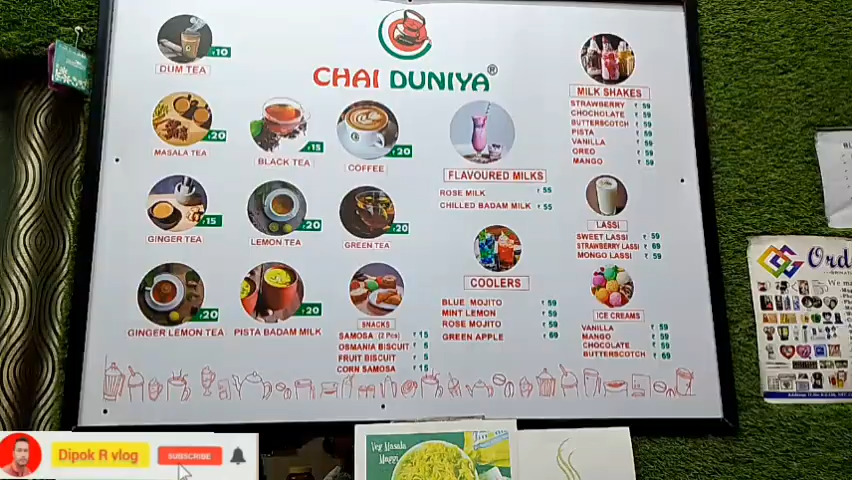 CHAI DUNIYA®
₹10
DUM TEA
₹20
MASALA TEA
₹15
BLACK TEA
₹20
COFFEE
₹15
GINGER TEA
₹20
LEMON TEA
₹20
GREEN TEA
₹20
GINGER LEMON TEA
₹20
PISTA BADAM MILK
SNACKS
SAMOSA (2 Pcs) ₹ 15
OSMANIA BISCUIT ₹ 5
FRUIT BISCUIT ₹ 5
CORN SAMOSA ₹ 15
FLAVOURED MILKS
ROSE MILK ₹ 55
CHILLED BADAM MILK ₹ 55
COOLERS
BLUE MOJITO ₹ 59
MINT LEMON ₹ 59
ROSE MOJITO ₹ 59
GREEN APPLE ₹ 69
MILK SHAKES
STRAWBERRY ₹ 59
CHOCHOLATE ₹ 59
BUTTERSCOTCH ₹ 59
PISTA ₹ 59
VANILLA ₹ 59
OREO ₹ 59
MANGO ₹ 59
LASSI
SWEET LASSI ₹ 59
STRAWBERRY LASSI ₹ 69
MONGO LASSI ₹ 59
ICE CREAMS
VANILLA ₹ 59
MANGO ₹ 59
CHOCOLATE ₹ 59
BUTTERSCOTCH ₹ 69
Veg Masala
Maggi
Dipok R vlog
SUBSCRIBE